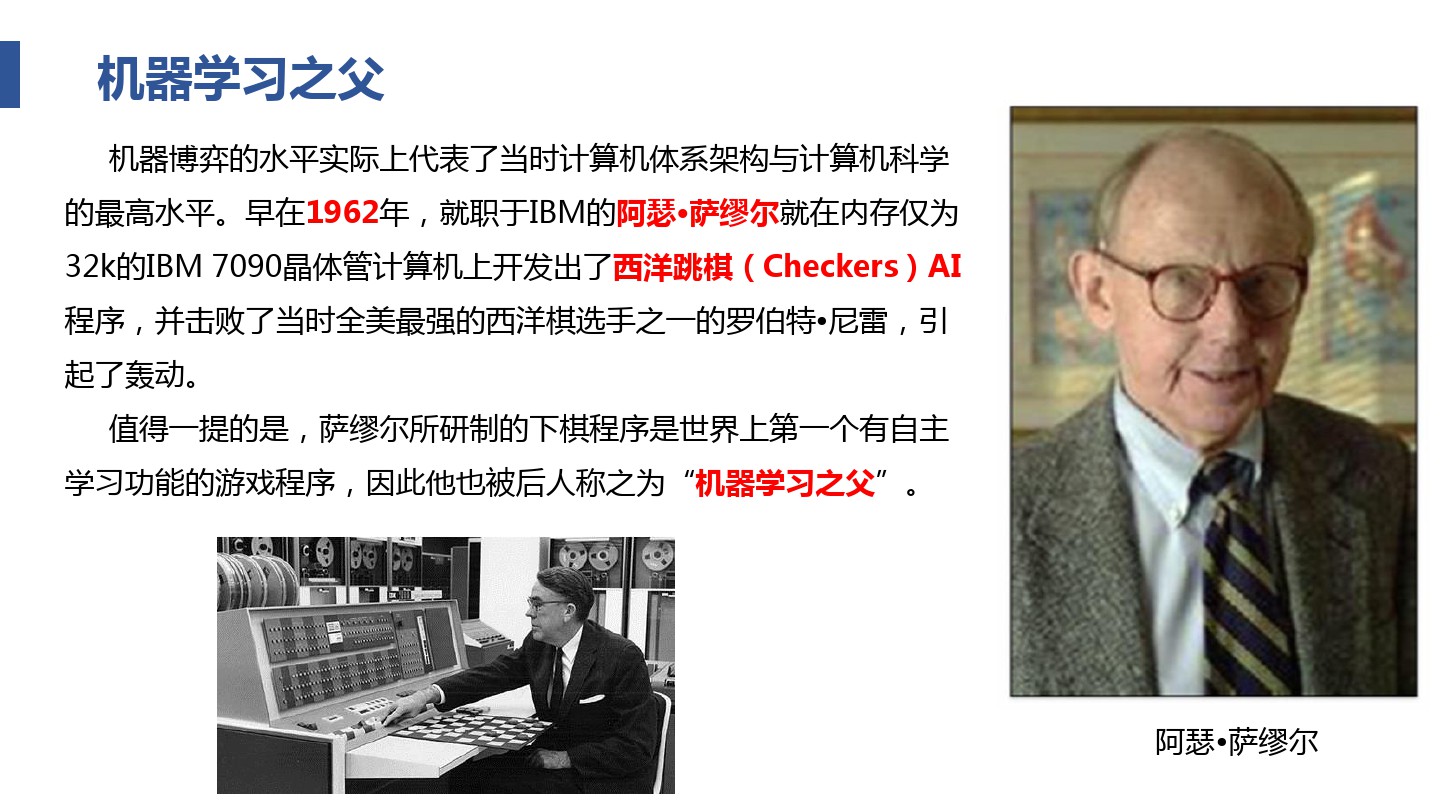 机器学习之父
机器博弈的水平实际上代表了当时计算机体系架构与计算机科学
的最高水平。早在1962年，就职于IBM的阿瑟•萨缪尔就在内存仅为
32k的IBM 7090晶体管计算机上开发出了西洋跳棋（Checkers）AI
程序，并击败了当时全美最强的西洋棋选手之一的罗伯特•尼雷，引
起了轰动。
值得一提的是，萨缪尔所研制的下棋程序是世界上第一个有自主
学习功能的游戏程序，因此他也被后人称之为“机器学习之父”。
阿瑟•萨缪尔